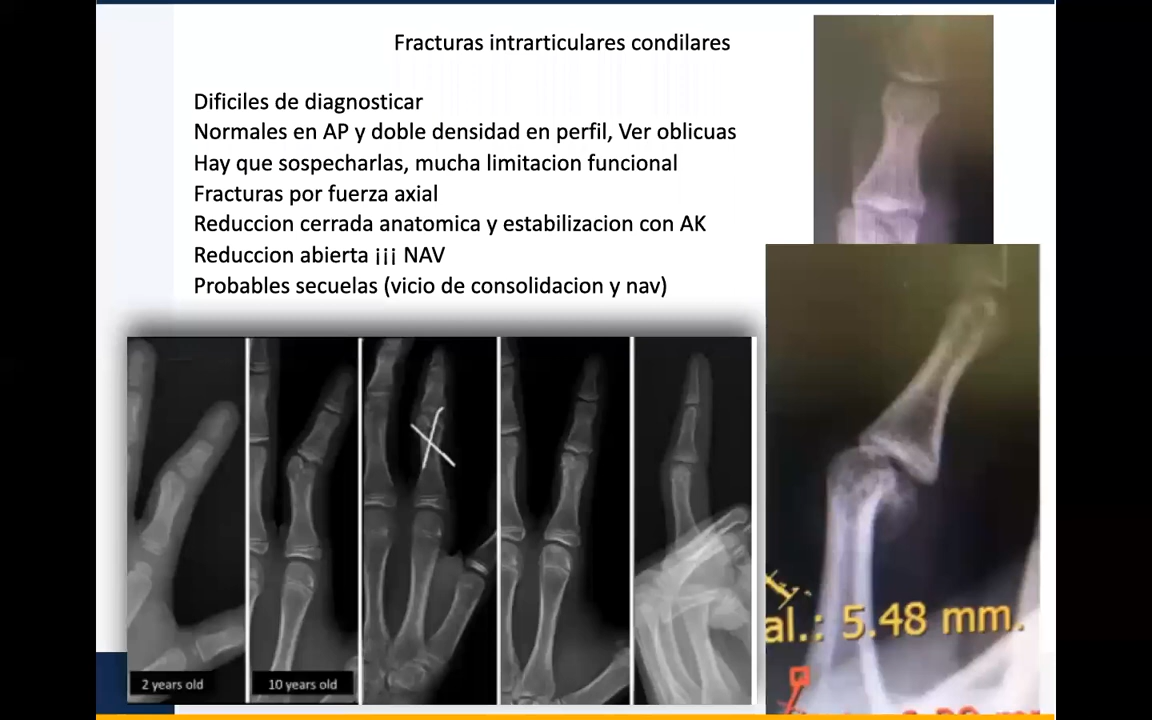 Fracturas intrarticulares condilares
Dificiles de diagnosticar
Normales en AP y doble densidad en perfil, Ver oblicuas
Hay que sospecharlas, mucha limitacion funcional
Fracturas por fuerza axial
Reduccion cerrada anatomica y estabilizacion con AK
Reduccion abierta ¡¡¡ NAV
Probables secuelas (vicio de consolidacion y nav)
al.: 5.48 mm.
2 years old
10 years old